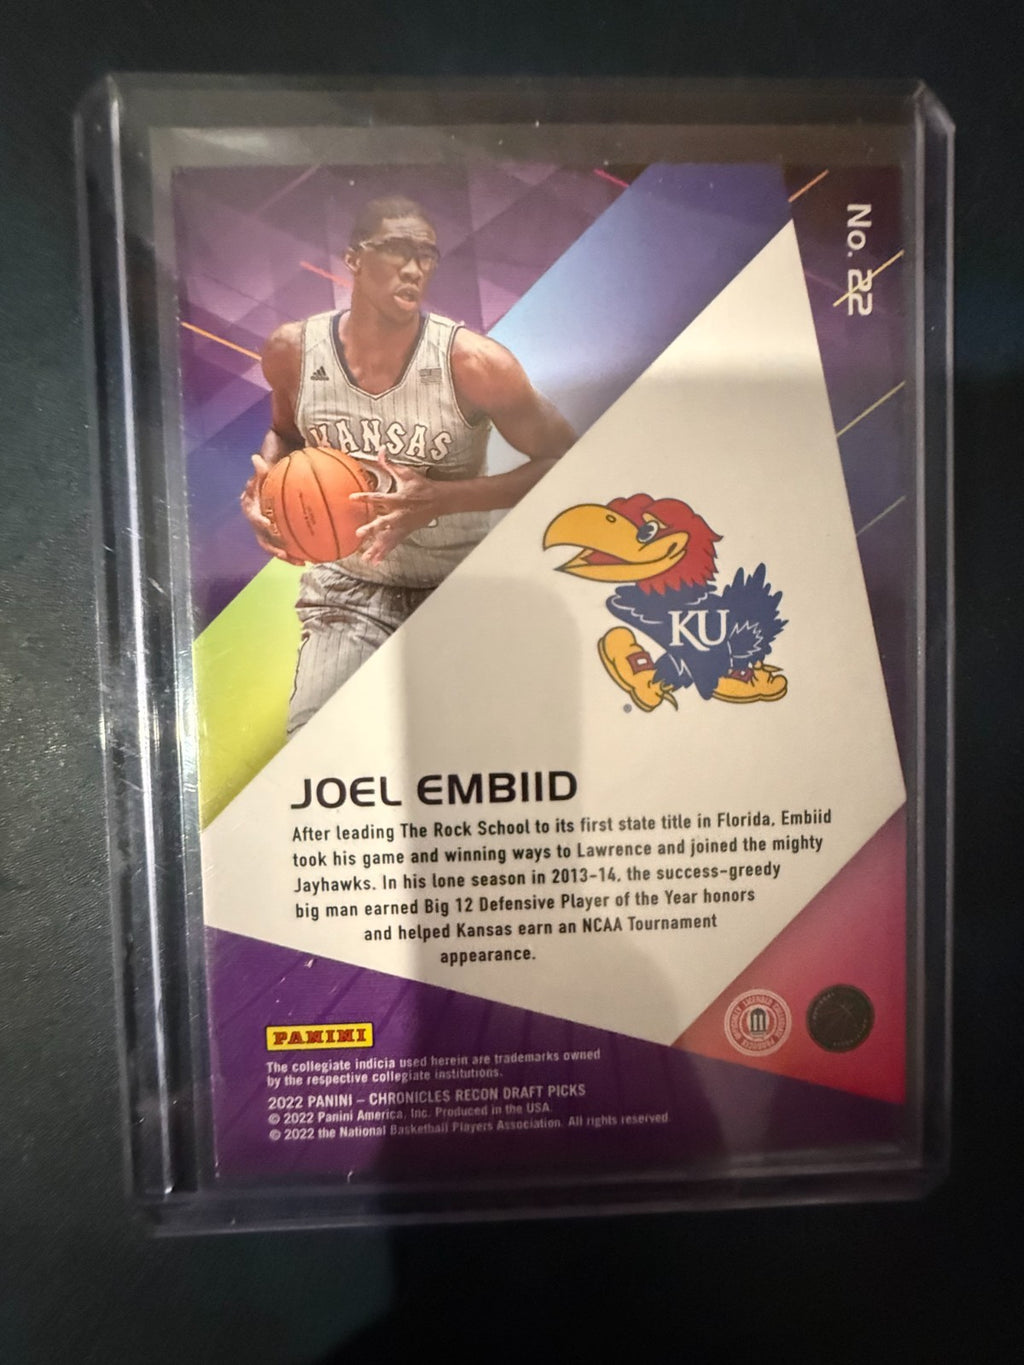 No. 22
KANSAS
KU
®
JOEL EMBIID
After leading The Rock School to its first state title in Florida, Embiid
took his game and winning ways to Lawrence and joined the mighty
Jayhawks. In his lone season in 2013-14, the success-greedy
big man earned Big 12 Defensive Player of the Year honors
and helped Kansas earn an NCAA Tournament
appearance.
PANINI
The collegiate indicia used herein are trademarks owned
by the respective collegiate institutions.
2022 PANINI – CHRONICLES RECON DRAFT PICKS
© 2022 Panini America, Inc. Produced in the USA.
© 2022 the National Basketball Players Association. All rights reserved.